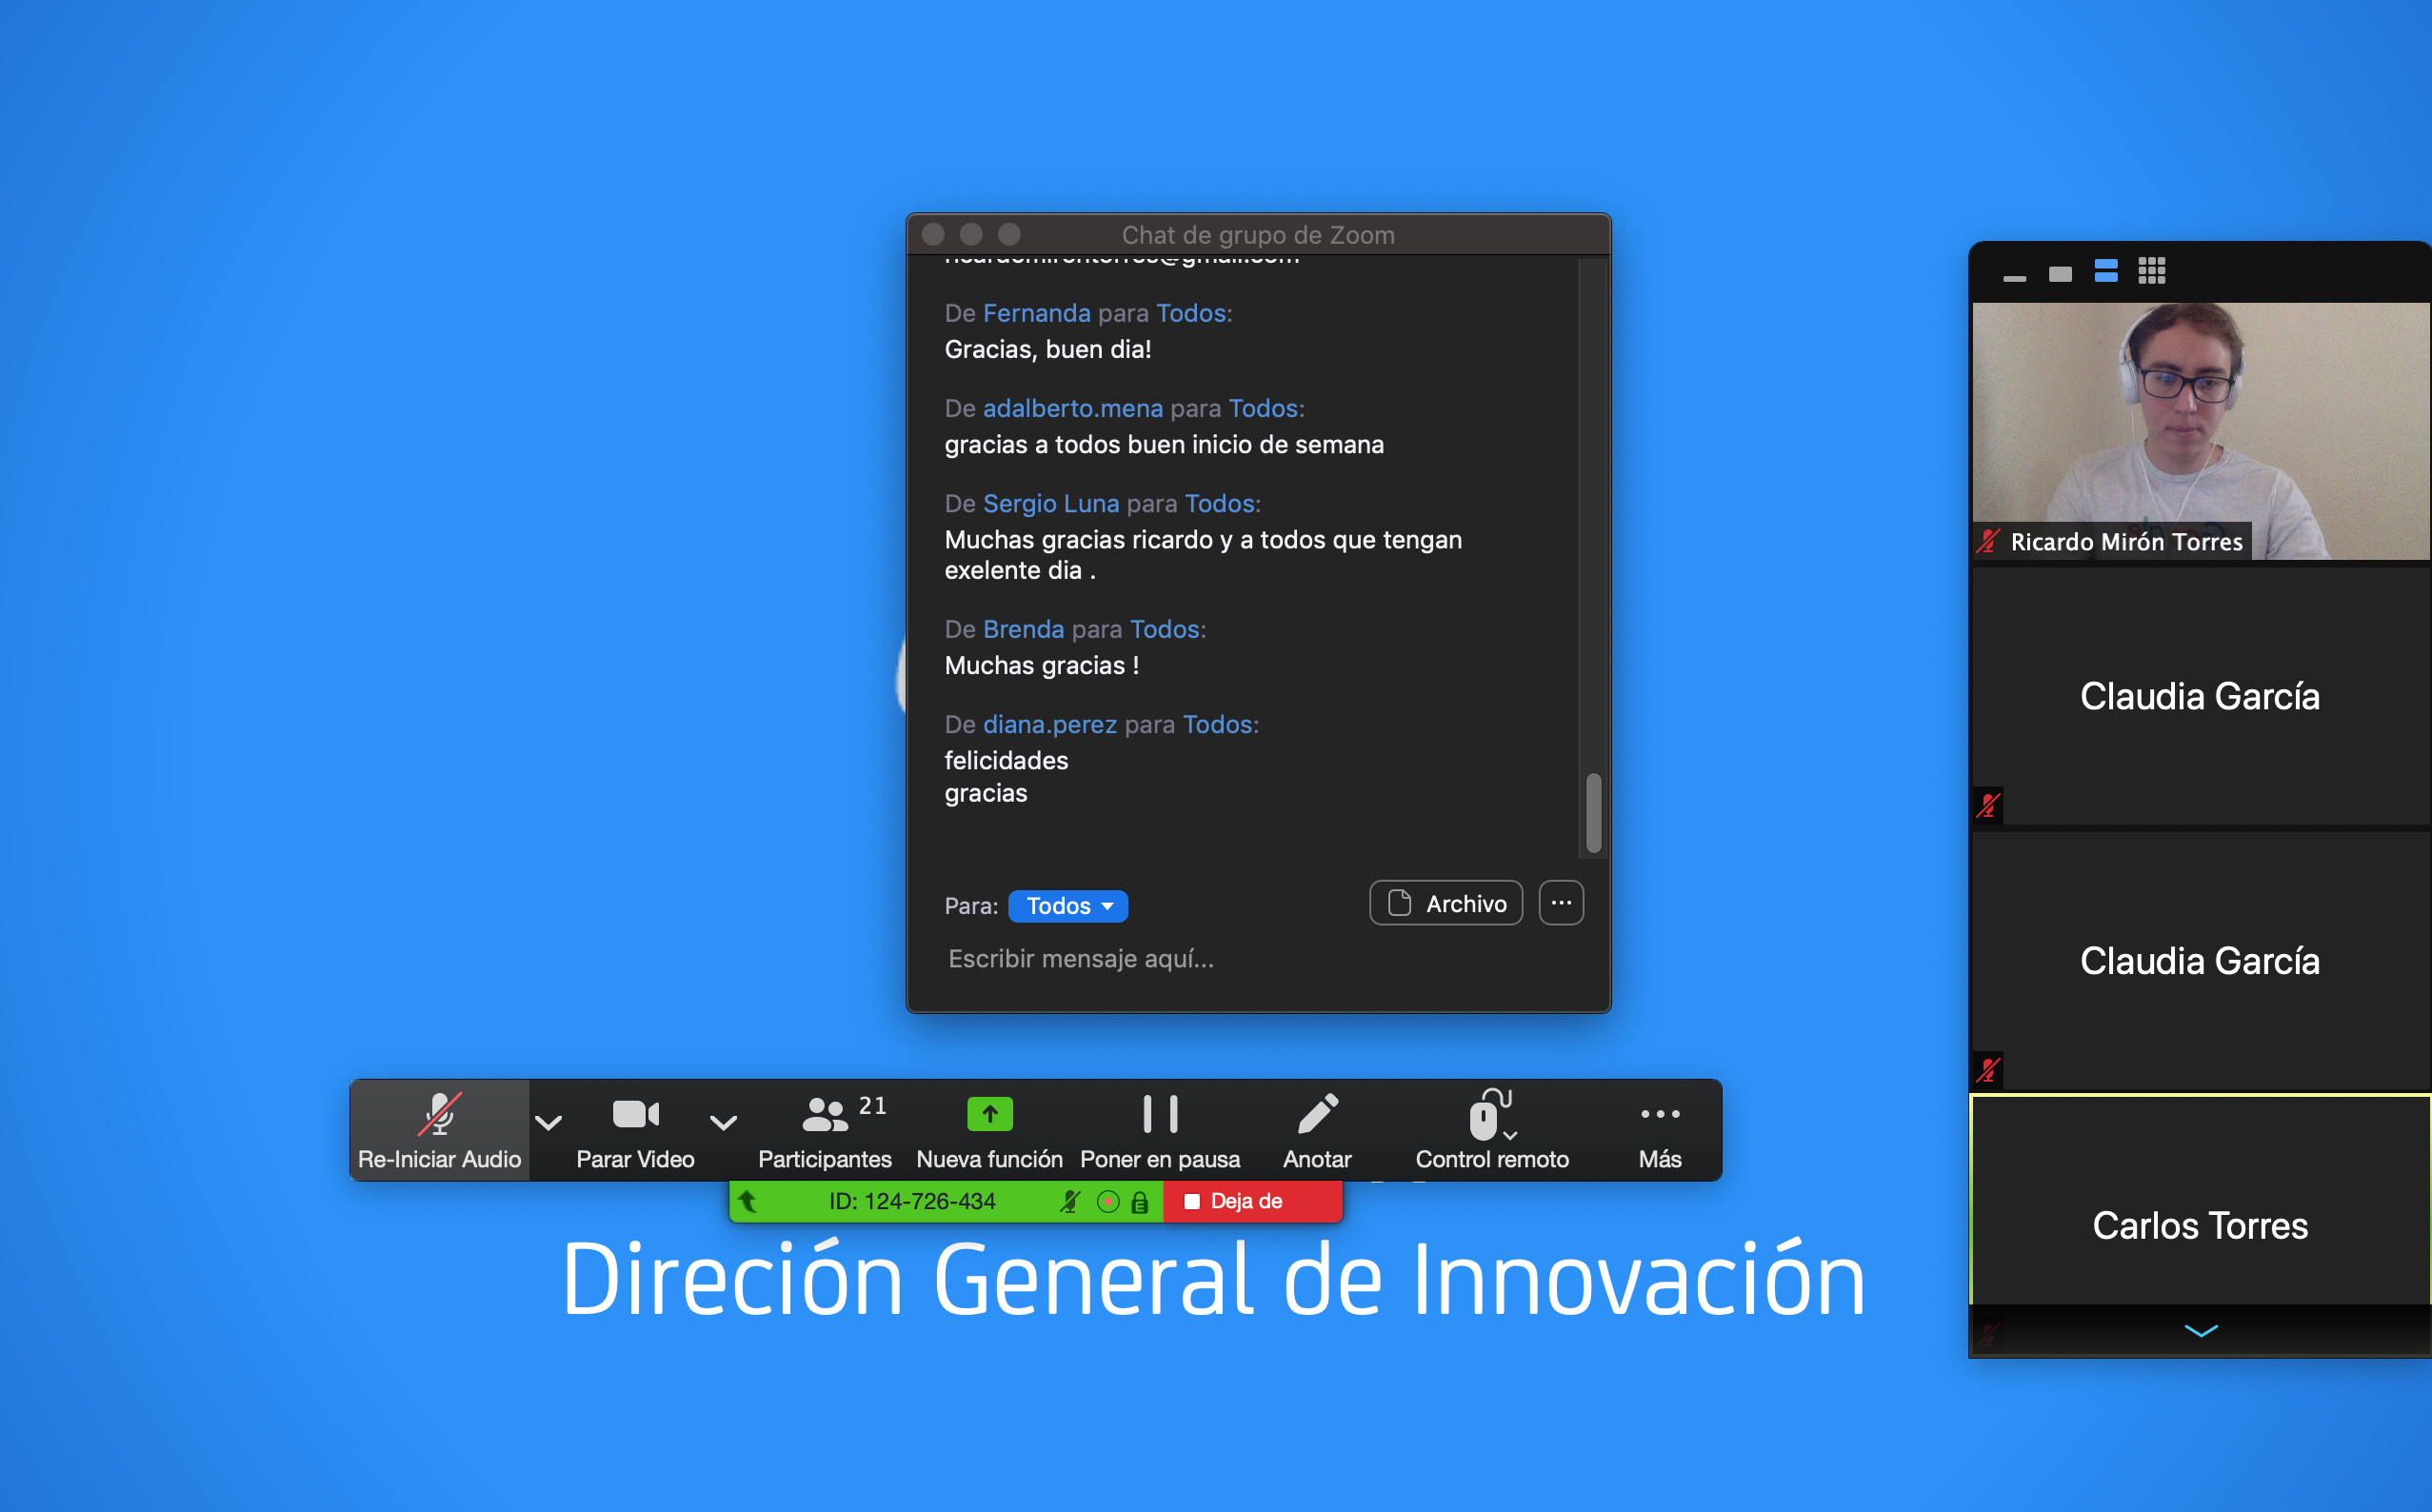 Chat de grupo de Zoom
ricardomirontorres@gmail.com
De Fernanda para Todos:
Gracias, buen dia!
De adalberto.mena para Todos:
gracias a todos buen inicio de semana
De Sergio Luna para Todos:
Muchas gracias ricardo y a todos que tengan
exelente dia .
De Brenda para Todos:
Muchas gracias !
De diana.perez para Todos:
felicidades
gracias
Para: Todos
Archivo
Escribir mensaje aquí...
Ricardo Mirón Torres
Claudia García
Claudia García
Carlos Torres
21
Re-Iniciar Audio
Parar Video
Participantes
Nueva función
Poner en pausa
Anotar
Control remoto
Más
ID: 124-726-434
Deja de
Direción General de Innovación